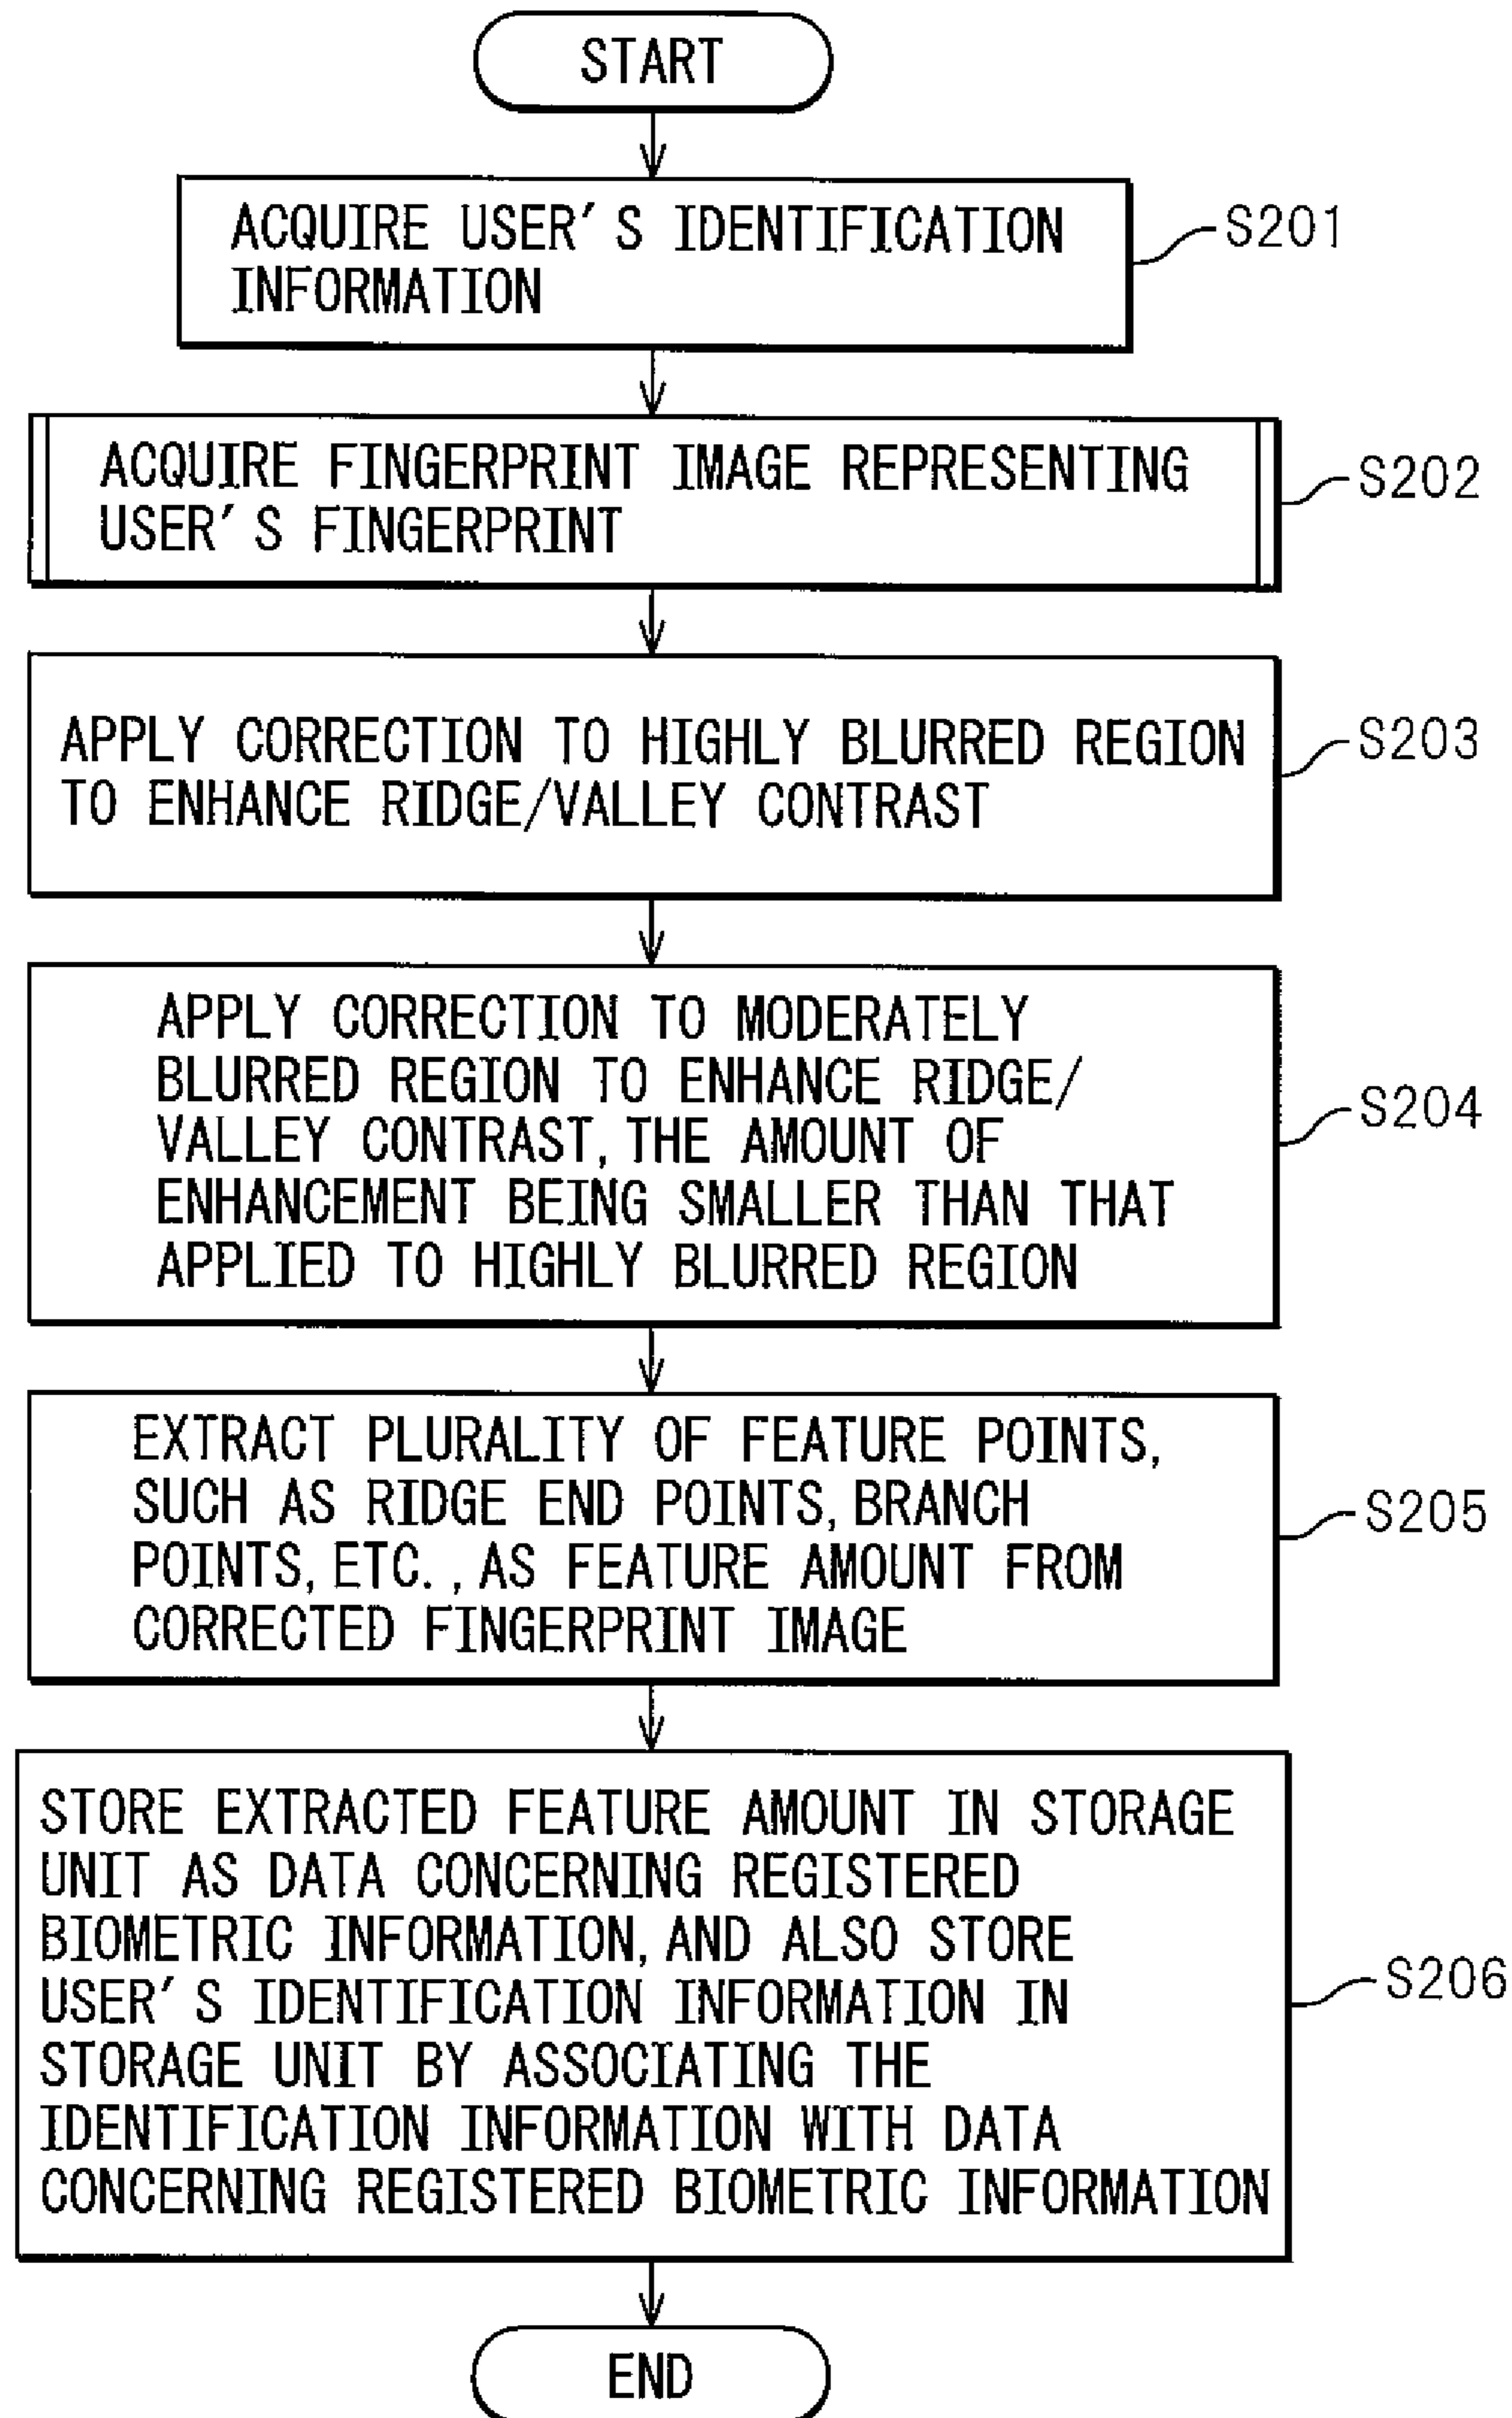 START
ACQUIRE USER'S IDENTIFICATION
INFORMATION
S201
ACQUIRE FINGERPRINT IMAGE REPRESENTING
USER'S FINGERPRINT
S202
APPLY CORRECTION TO HIGHLY BLURRED REGION
TO ENHANCE RIDGE/VALLEY CONTRAST
S203
APPLY CORRECTION TO MODERATELY
BLURRED REGION TO ENHANCE RIDGE/
VALLEY CONTRAST, THE AMOUNT OF
ENHANCEMENT BEING SMALLER THAN THAT
APPLIED TO HIGHLY BLURRED REGION
S204
EXTRACT PLURALITY OF FEATURE POINTS,
SUCH AS RIDGE END POINTS, BRANCH
POINTS, ETC., AS FEATURE AMOUNT FROM
CORRECTED FINGERPRINT IMAGE
S205
STORE EXTRACTED FEATURE AMOUNT IN STORAGE
UNIT AS DATA CONCERNING REGISTERED
BIOMETRIC INFORMATION, AND ALSO STORE
USER'S IDENTIFICATION INFORMATION IN
STORAGE UNIT BY ASSOCIATING THE
IDENTIFICATION INFORMATION WITH DATA
CONCERNING REGISTERED BIOMETRIC INFORMATION
S206
END